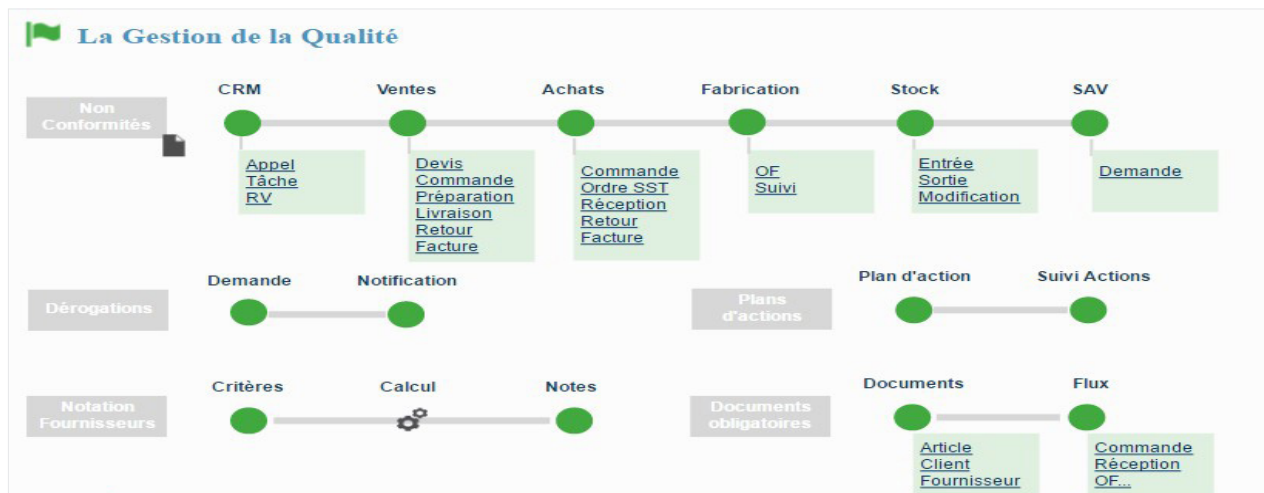 La Gestion de la Qualité
Non
Conformités
CRM
Ventes
Achats
Fabrication
Stock
SAV
Appel
Tâche
RV
Devis
Commande
Préparation
Livraison
Retour
Facture
Commande
Ordre SST
Réception
Retour
Facture
OF
Suivi
Entrée
Sortie
Modification
Demande
Dérogations
Demande
Notification
Plans
d'actions
Plan d'action
Suivi Actions
Notation
Fournisseurs
Critères
Calcul
Notes
Documents
obligatoires
Documents
Flux
Article
Client
Fournisseur
Commande
Réception
OF...